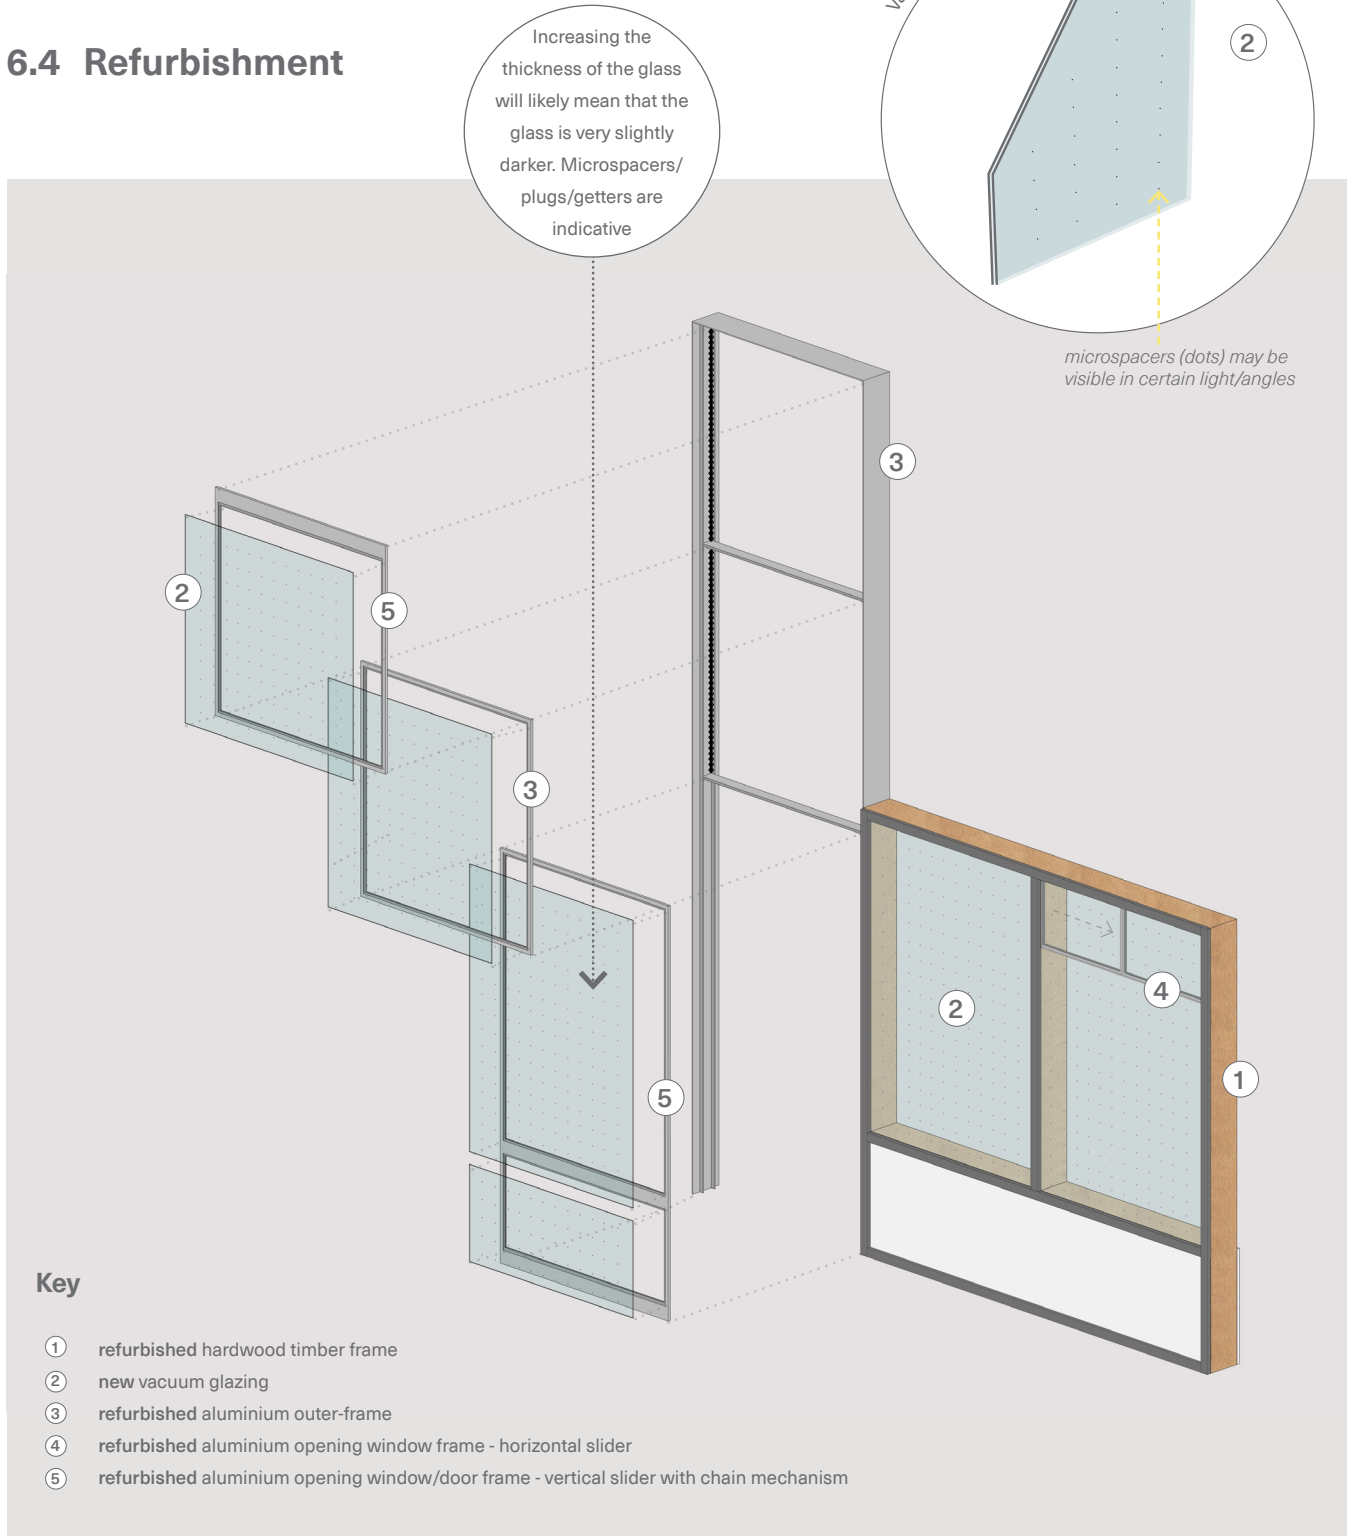 6.4 Refurbishment
Increasing the
thickness of the glass
will likely mean that the
glass is very slightly
darker. Microspacers/
plugs/getters are
indicative
2
microspacers (dots) may be
visible in certain light/angles
3
2
5
3
4
2
1
5
Key
1 refurbished hardwood timber frame
2 new vacuum glazing
3 refurbished aluminium outer-frame
4 refurbished aluminium opening window frame - horizontal slider
5 refurbished aluminium opening window/door frame - vertical slider with chain mechanism